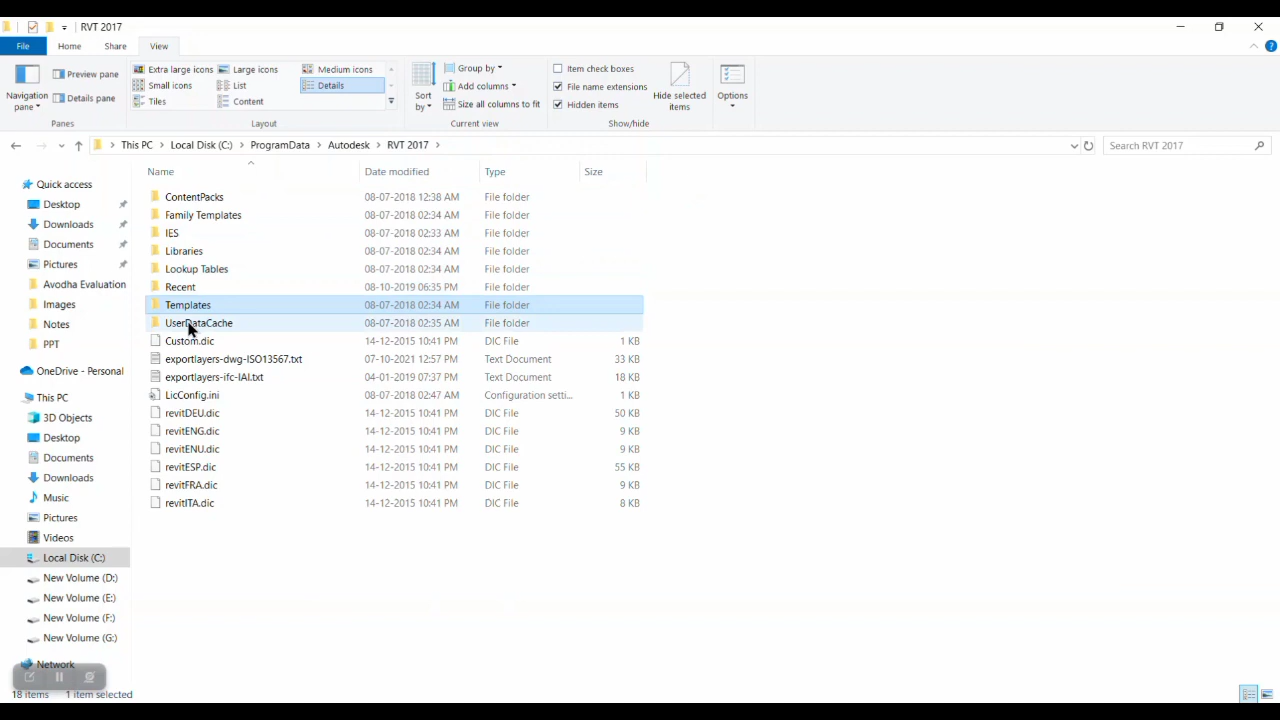 RVT 2017
File Home Share View
Navigation pane Preview pane Details pane Panes
Extra large icons Large icons Medium icons
Small icons List Details
Tiles Content
Layout
Sort by Group by Add columns Size all columns to fit Current view
Item check boxes File name extensions Hidden items Hide selected items Show/hide
Options
This PC > Local Disk (C:) > ProgramData > Autodesk > RVT 2017 > Search RVT 2017
Name Date modified Type Size
Quick access
Desktop
Downloads
Documents
Pictures
Avodha Evaluation
Images
Notes
PPT
OneDrive - Personal
This PC
3D Objects
Desktop
Documents
Downloads
Music
Pictures
Videos
Local Disk (C:)
New Volume (D:)
New Volume (E:)
New Volume (F:)
New Volume (G:)
Network
ContentPacks 08-07-2018 12:38 AM File folder
Family Templates 08-07-2018 02:34 AM File folder
IES 08-07-2018 02:33 AM File folder
Libraries 08-07-2018 02:34 AM File folder
Lookup Tables 08-07-2018 02:34 AM File folder
Recent 08-10-2019 06:35 PM File folder
Templates 08-07-2018 02:34 AM File folder
UserDataCache 08-07-2018 02:35 AM File folder
Custom.dic 14-12-2015 10:41 PM DIC File 1 KB
exportlayers-dwg-ISO13567.txt 07-10-2021 12:57 PM Text Document 33 KB
exportlayers-ifc-IAI.txt 04-01-2019 07:37 PM Text Document 18 KB
LicConfig.ini 08-07-2018 02:47 AM Configuration setti... 1 KB
revitDEU.dic 14-12-2015 10:41 PM DIC File 50 KB
revitENG.dic 14-12-2015 10:41 PM DIC File 9 KB
revitENU.dic 14-12-2015 10:41 PM DIC File 9 KB
revitESP.dic 14-12-2015 10:41 PM DIC File 55 KB
revitFRA.dic 14-12-2015 10:41 PM DIC File 9 KB
revitITA.dic 14-12-2015 10:41 PM DIC File 8 KB
18 items 1 item selected